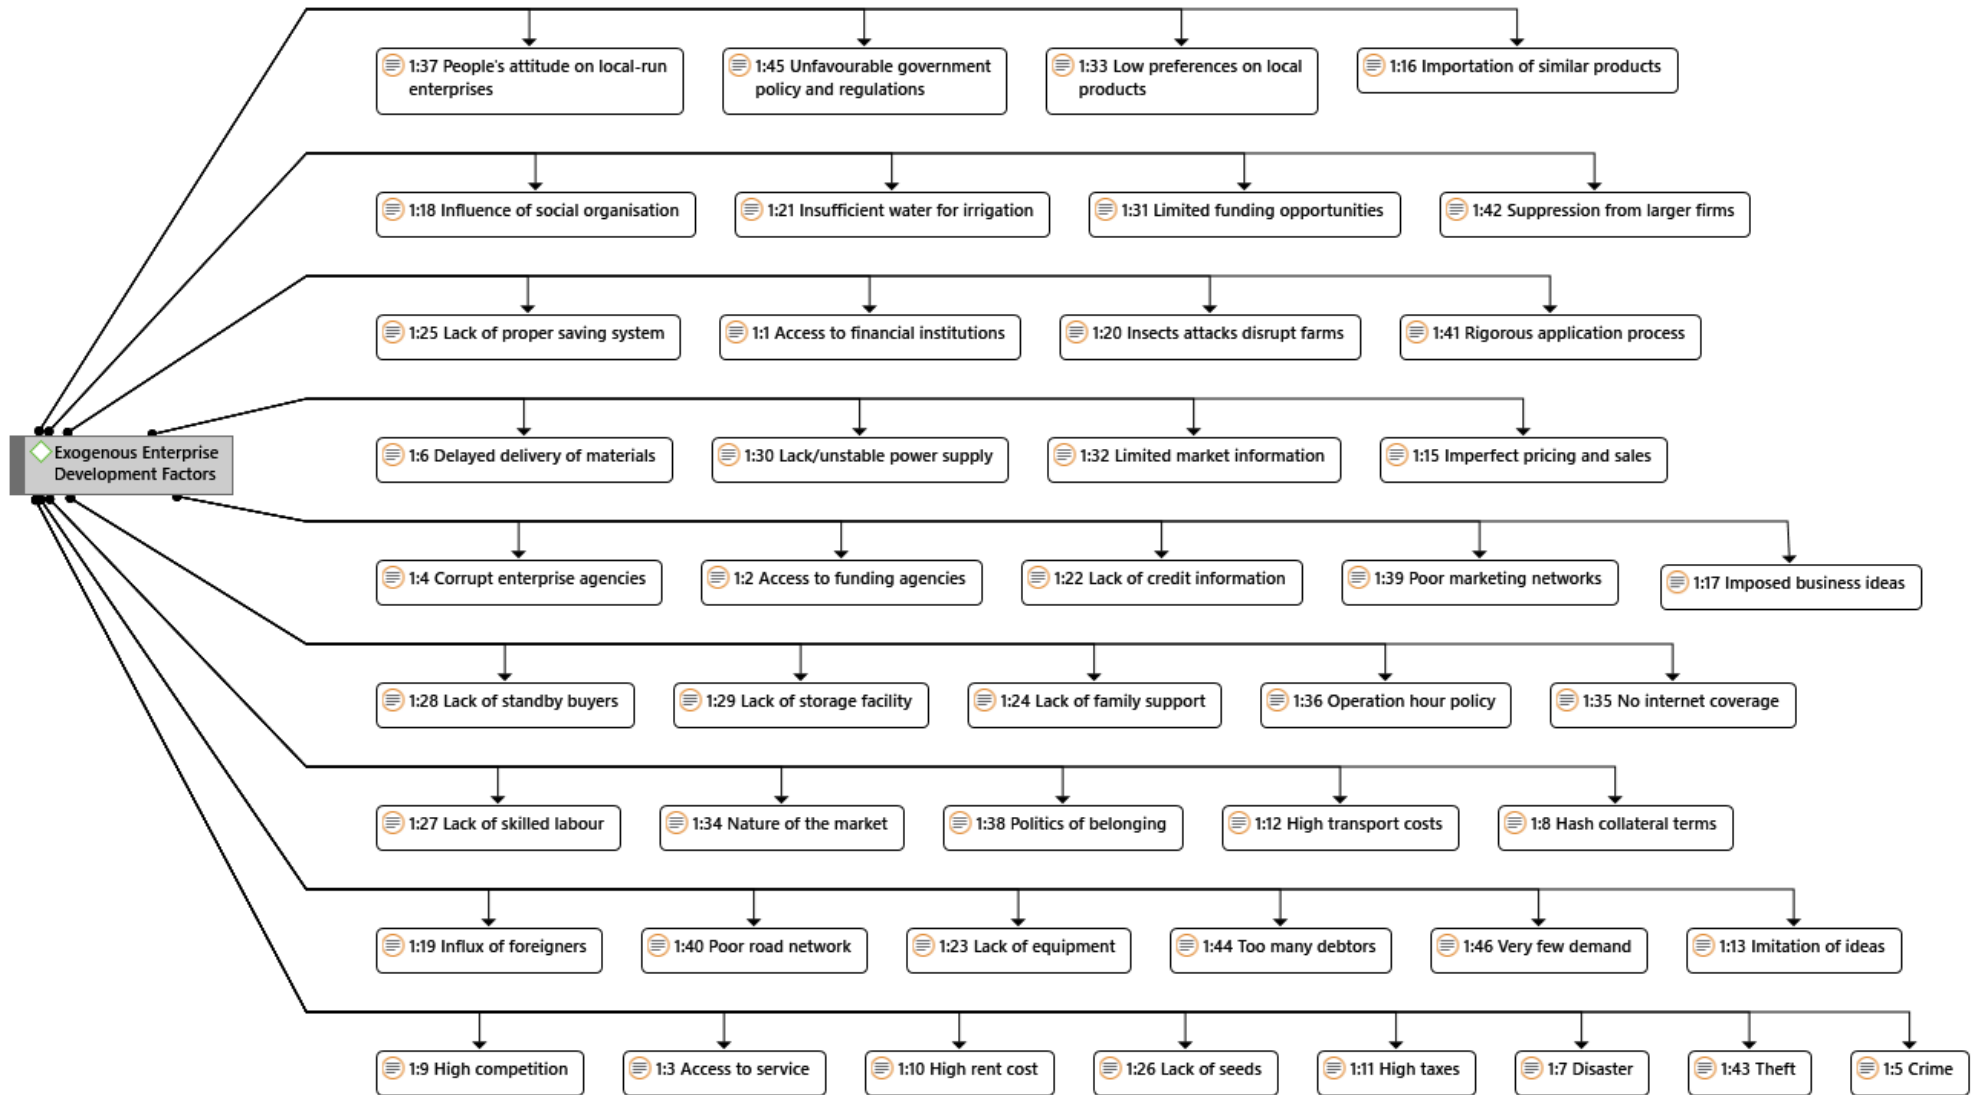 1:37 People's attitude on local-run
enterprises
1:45 Unfavourable government
policy and regulations
1:33 Low preferences on local
products
1:16 Importation of similar products
1:18 Influence of social organisation
1:21 Insufficient water for irrigation
1:31 Limited funding opportunities
1:42 Suppression from larger firms
1:25 Lack of proper saving system
1:1 Access to financial institutions
1:20 Insects attacks disrupt farms
1:41 Rigorous application process
Exogenous Enterprise
Development Factors
1:6 Delayed delivery of materials
1:30 Lack/unstable power supply
1:32 Limited market information
1:15 Imperfect pricing and sales
1:4 Corrupt enterprise agencies
1:2 Access to funding agencies
1:22 Lack of credit information
1:39 Poor marketing networks
1:17 Imposed business ideas
1:28 Lack of standby buyers
1:29 Lack of storage facility
1:24 Lack of family support
1:36 Operation hour policy
1:35 No internet coverage
1:27 Lack of skilled labour
1:34 Nature of the market
1:38 Politics of belonging
1:12 High transport costs
1:8 Hash collateral terms
1:19 Influx of foreigners
1:40 Poor road network
1:23 Lack of equipment
1:44 Too many debtors
1:46 Very few demand
1:13 Imitation of ideas
1:9 High competition
1:3 Access to service
1:10 High rent cost
1:26 Lack of seeds
1:11 High taxes
1:7 Disaster
1:43 Theft
1:5 Crime